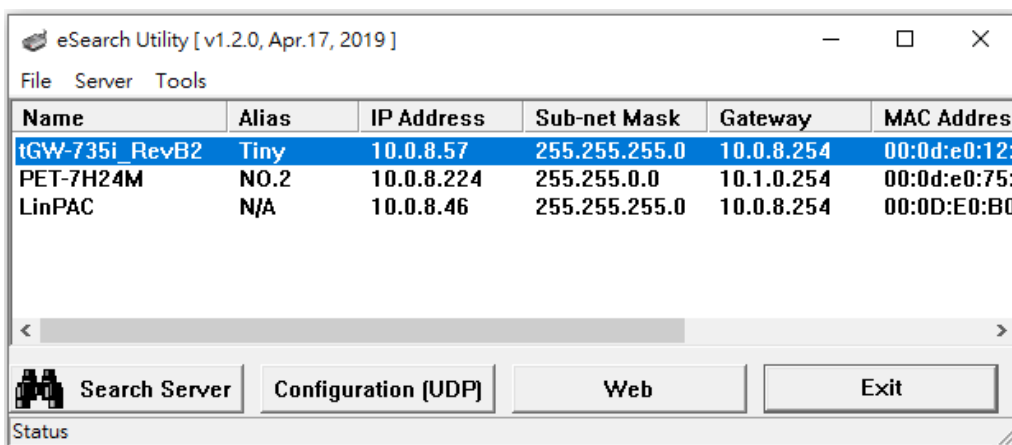 eSearch Utility [ v1.2.0, Apr.17, 2019 ]
File Server Tools
Name Alias IP Address Sub-net Mask Gateway MAC Addres
tGW-735i_RevB2 Tiny 10.0.8.57 255.255.255.0 10.0.8.254 00:0d:e0:12:
PET-7H24M NO.2 10.0.8.224 255.255.0.0 10.1.0.254 00:0d:e0:75:
LinPAC N/A 10.0.8.46 255.255.255.0 10.0.8.254 00:0D:E0:B0
Search Server Configuration (UDP) Web Exit
Status